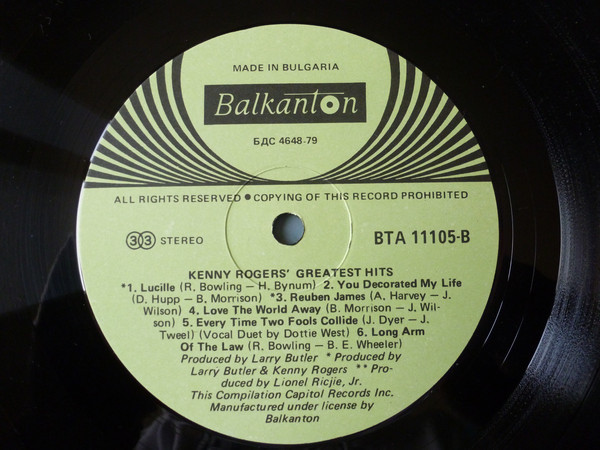 MADE IN BULGARIA
Balkanton
БДС 4648-79
ALL RIGHTS RESERVED ● COPYING OF THIS RECORD PROHIBITED
33 STEREO
BTA 11105-B
KENNY ROGERS' GREATEST HITS
*1. Lucille (R. Bowling – H. Bynum) 2. You Decorated My Life
(D. Hupp – B. Morrison) *3. Reuben James (A. Harvey – J.
Wilson) 4. Love The World Away (B. Morrison – J. Wil-
son) 5. Every Time Two Fools Collide (J. Dyer – J.
Tweel) (Vocal Duet by Dottie West) 6. Long Arm
Of The Law (R. Bowling – B. E. Wheeler)
Produced by Larry Butler * Produced by
Larry Butler & Kenny Rogers ** Pro-
duced by Lionel Ricjie, Jr.
This Compilation Capitol Records Inc.
Manufactured under license by
Balkanton